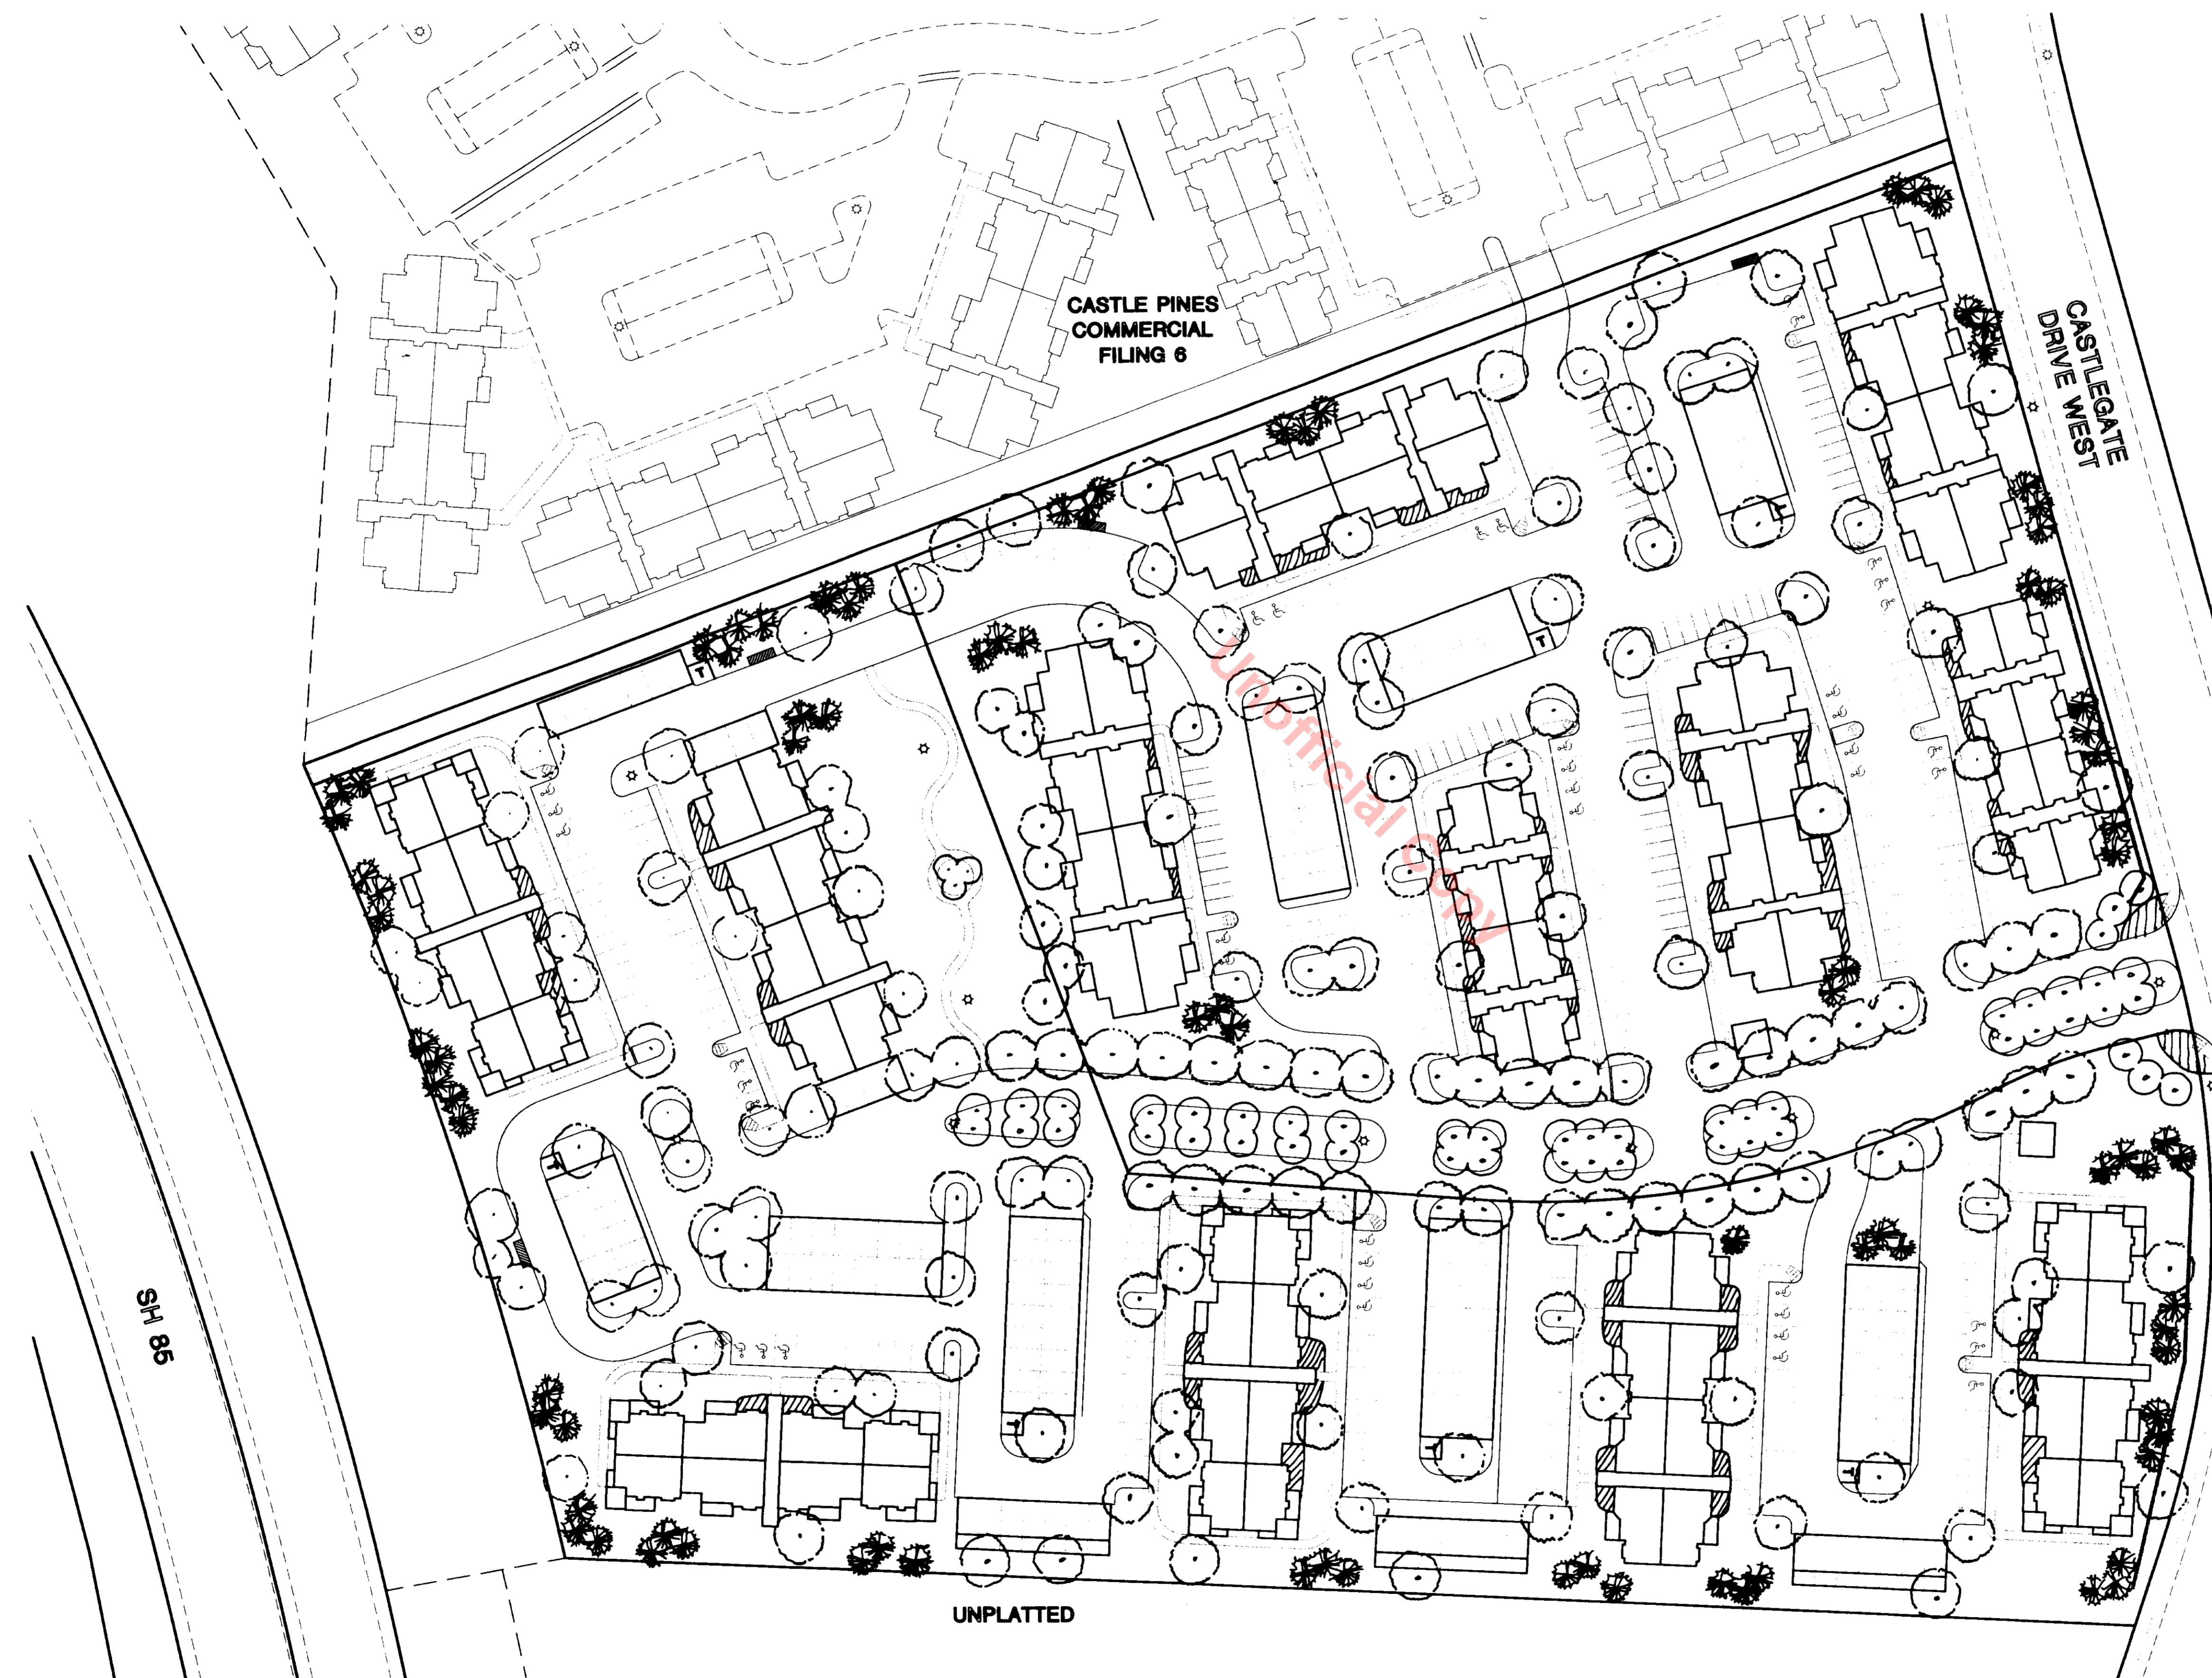 CASTLE PINES
COMMERCIAL
FILING 6
CASTLEGATE
DRIVE WEST
Unofficial Copy
T
T
T
T
T
T
T
T
SH 85
UNPLATTED